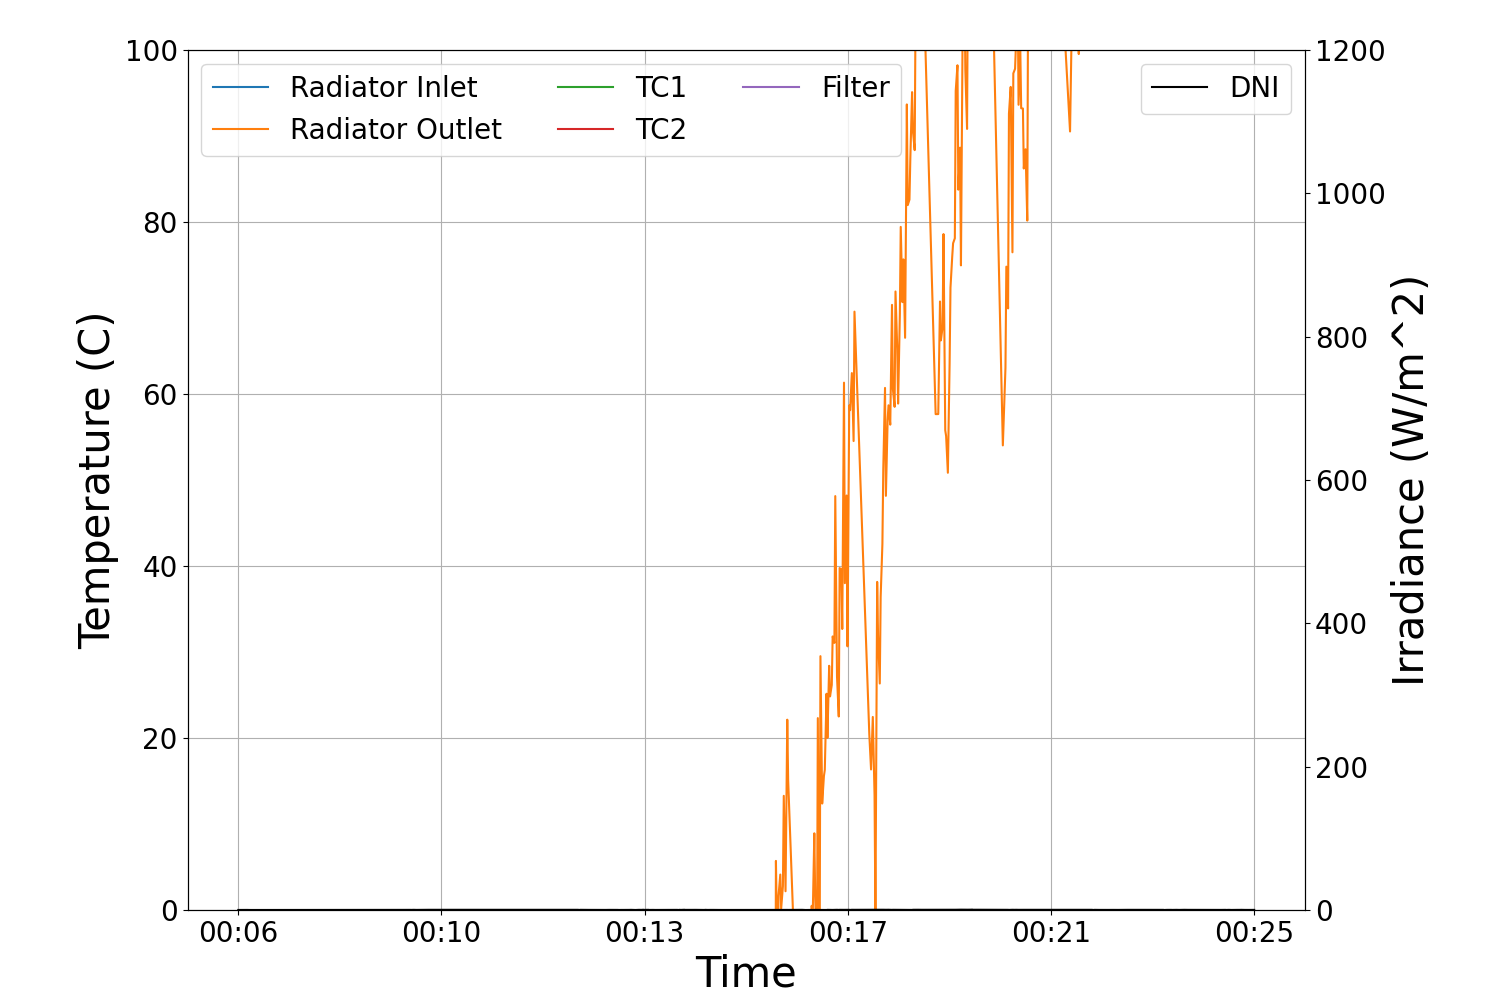 100
80
60
40
20
0
Temperature (C)
Radiator Inlet
Radiator Outlet
TC1
TC2
Filter
DNI
1200
1000
800
600
400
200
0
Irradiance (W/m^2)
00:06 00:10 00:13 00:17 00:21 00:25
Time